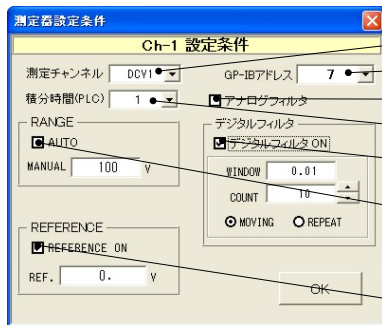 測定器設定条件
Ch-1 設定条件
測定チャンネル DCV1
GP-IBアドレス 7
積分時間(PLC) 1
アナログフィルタ
RANGE
AUTO
MANUAL 100 V
デジタルフィルタ
デジタルフィルタ ON
WINDOW 0.01
COUNT 10
MOVING REPEAT
REFERENCE
REFERENCE ON
REF. 0. V
OK